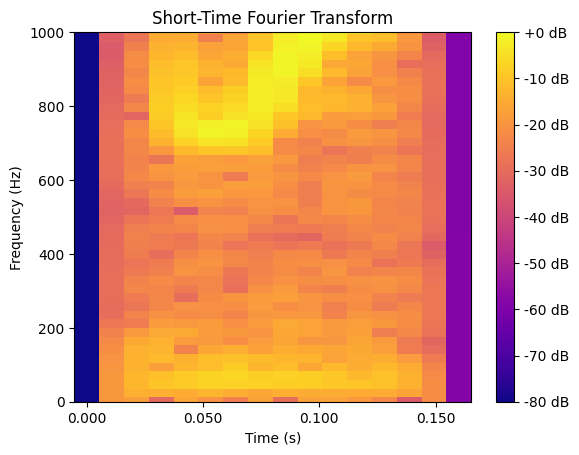 Short-Time Fourier Transform
1000
800
600
400
200
0
Frequency (Hz)
0.000
0.050
0.100
0.150
Time (s)
+0 dB
-10 dB
-20 dB
-30 dB
-40 dB
-50 dB
-60 dB
-70 dB
-80 dB